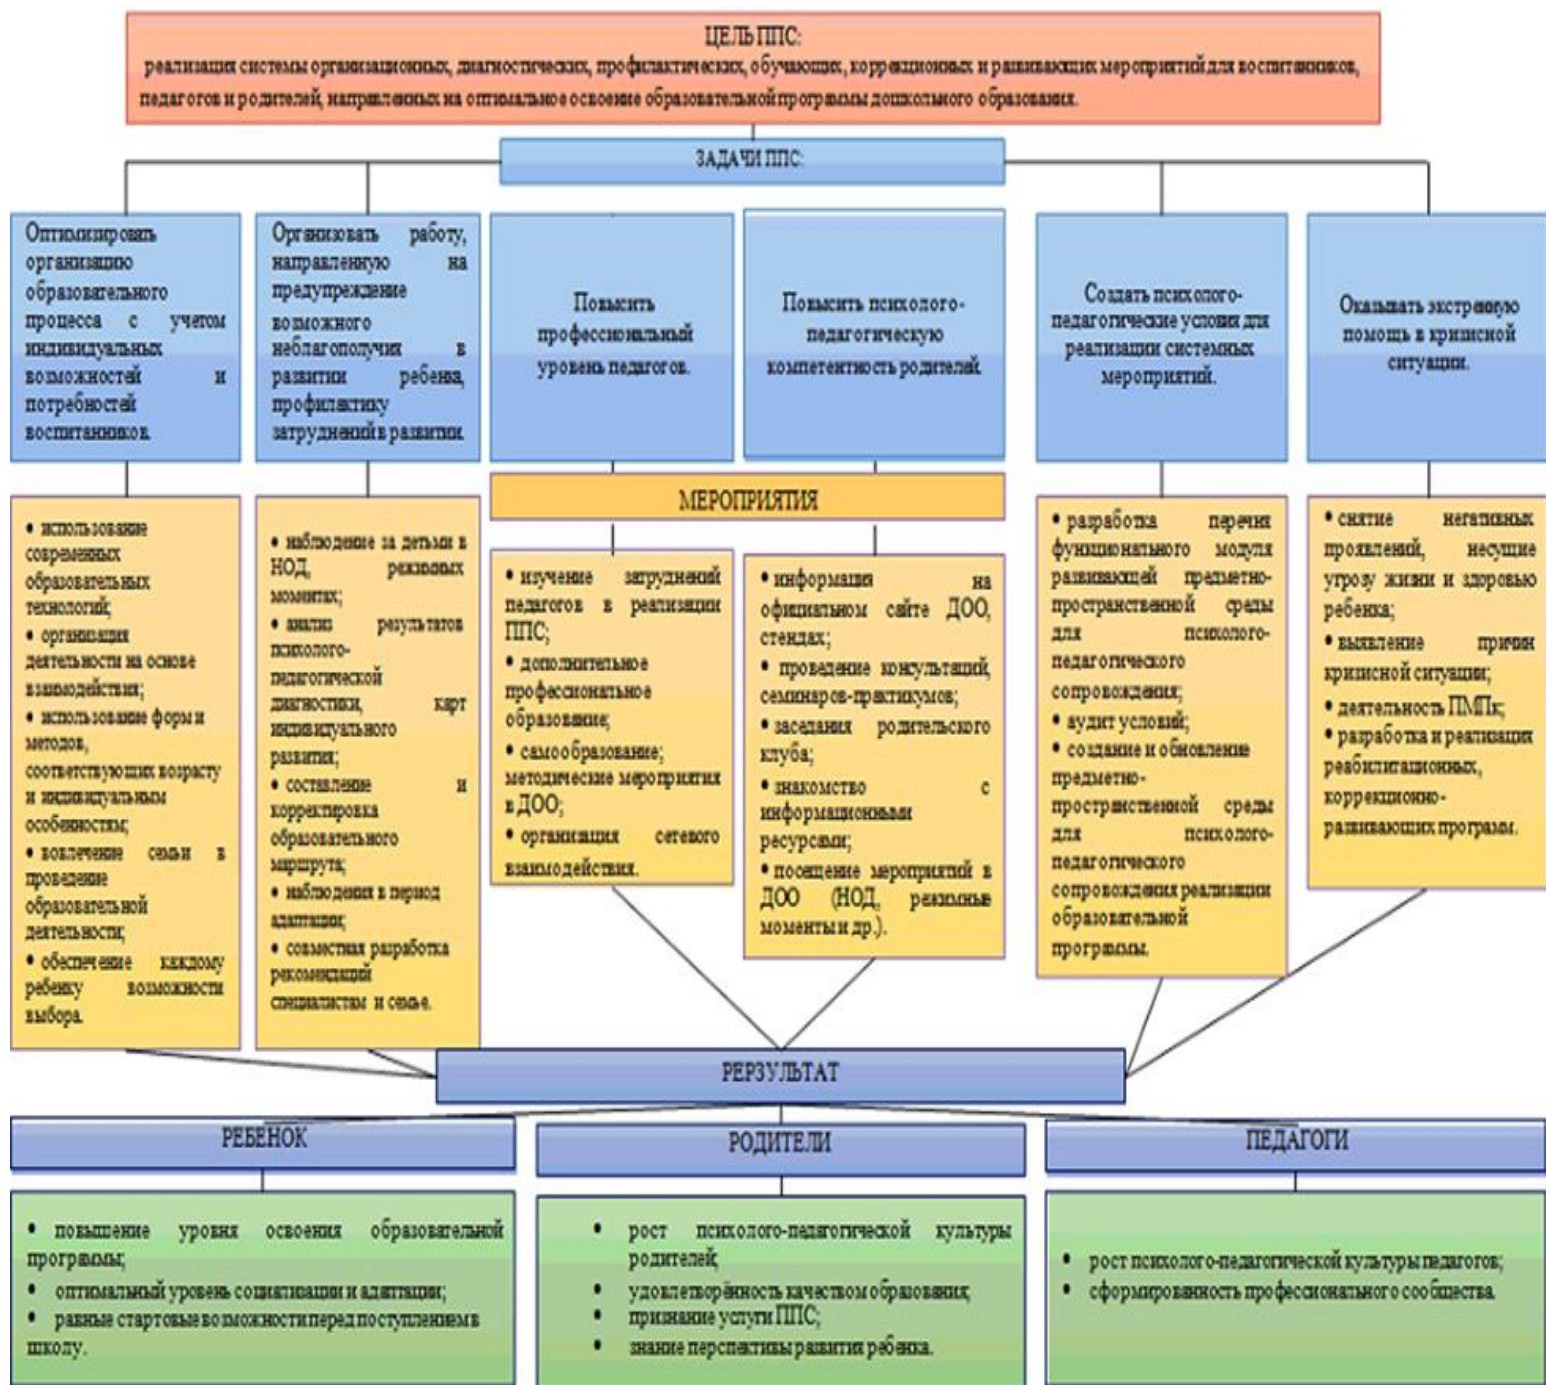 ЦЕЛЬ ППС:
реализация системы организационных, диагностических, профилактических, обучающих, коррекционных и развивающих мероприятий для воспитанников,
педагогов и родителей, направленных на оптимальное освоение образовательной программы дошкольного образования.
ЗАДАЧИ ППС:
Оптимизировать
организацию
образовательного
процесса с учетом
индивидуальных
возможностей и
потребностей
воспитанников.
Организовать работу,
направленную на
предупреждение
возможного
неблагополучия в
развитии ребенка,
профилактику
затруднений в развитии.
Повысить
профессиональный
уровень педагогов.
Повысить психолого-
педагогическую
компетентность родителей.
Создать психолого-
педагогические условия для
реализации системных
мероприятий.
Оказывать экстренную
помощь в кризисной
ситуации.
МЕРОПРИЯТИЯ
• использование
современных
образовательных
технологий;
• организация
деятельности на основе
взаимодействия;
• использование форм и
методов,
соответствующих возрасту
и индивидуальным
особенностям;
• вовлечение семьи в
проведение
образовательной
деятельности;
• обеспечение каждому
ребенку возможности
выбора.
• наблюдение за детьми в
НОД, режимных
моментах;
• анализ результатов
психолого-
педагогической
диагностики, карт
индивидуального
развития;
• составление и
корректировка
образовательного
маршрута;
• наблюдения в период
адаптации;
• совместная разработка
рекомендаций
специалистам и семье.
• изучение затруднений
педагогов в реализации
ППС;
• дополнительное
профессиональное
образование;
• самообразование;
методические мероприятия
в ДОО;
• организация сетевого
взаимодействия.
• информация на
официальном сайте ДОО,
стендах;
• проведение консультаций,
семинаров-практикумов;
• заседания родительского
клуба;
• знакомство с
информационными
ресурсами;
• посещение мероприятий в
ДОО (НОД, режимные
моменты и др.).
• разработка перечня
функционального модуля
развивающей предметно-
пространственной среды
для психолого-
педагогического
сопровождения;
• аудит условий;
• создание и обновление
предметно-
пространственной среды
для психолого-
педагогического
сопровождения реализации
образовательной
программы.
• снятие негативных
проявлений, несущие
угрозу жизни и здоровью
ребенка;
• выявление причин
кризисной ситуации;
• деятельность ПМПк;
• разработка и реализация
реабилитационных,
коррекционно-
развивающих программ.
РЕРЗУЛЬТАТ
РЕБЕНОК
РОДИТЕЛИ
ПЕДАГОГИ
• повышение уровня освоения образовательной
программы;
• оптимальный уровень социализации и адаптации;
• равные стартовые возможности перед поступлением в
школу.
• рост психолого-педагогической культуры
родителей;
• удовлетворённость качеством образования;
• признание услуги ППС;
• знание перспективы развития ребенка.
• рост психолого-педагогической культуры педагогов;
• сформированность профессионального сообщества.